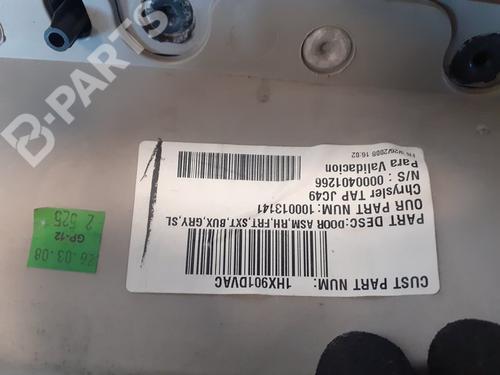 CUST PART NUM:
1HX901DVAC
PART DESC:DOOR ASM,RH,FRT,SXT,BUX,GRY,SL
OUR PART NUM:100013141
Chrysler TAP JC49
N/S : 0000401266
Para Validacion
26.03.08
GP-12
2 525
B-PARTS